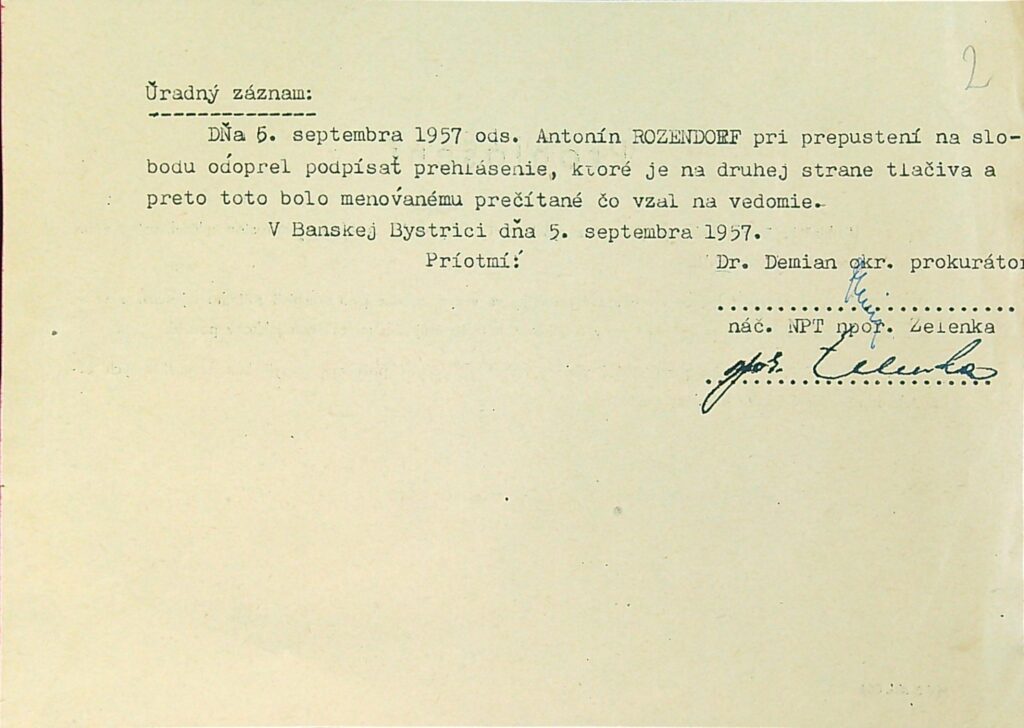 2
Úradný záznam:
Dňa 5. septembra 1957 ods. Antonín ROZENDORF pri prepustení na slo-
bodu odoprel podpísať prehlásenie, ktoré je na druhej strane tlačiva a
preto toto bolo menovanému prečítané čo vzal na vedomie.
V Banskej Bystrici dňa 5. septembra 1957.
Príotmí:
Dr. Demian okr. prokurátor
náč. NPT npor. Zelenka
npor. Zelenka